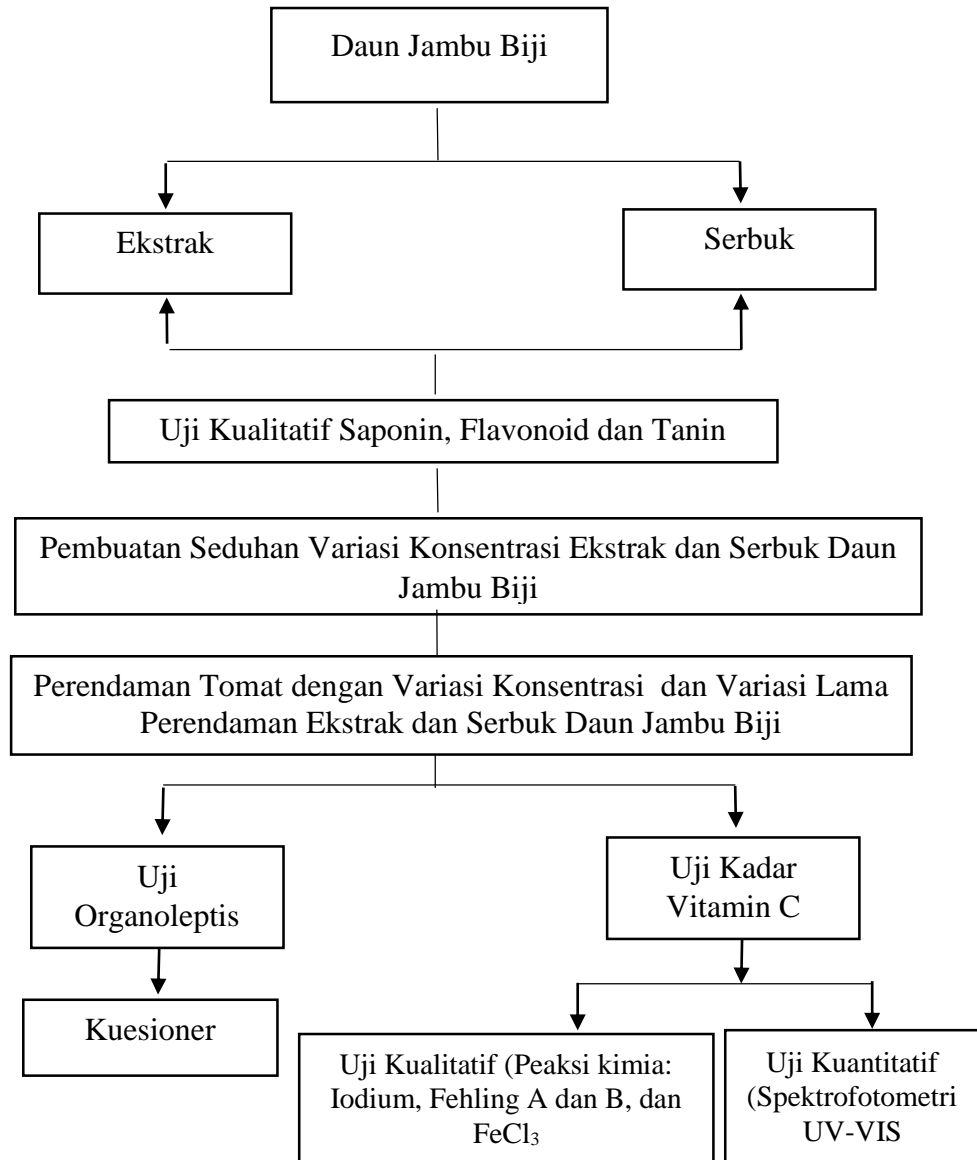 Daun Jambu Biji
Ekstrak
Serbuk
Uji Kualitatif Saponin, Flavonoid dan Tanin
Pembuatan Seduhan Variasi Konsentrasi Ekstrak dan Serbuk Daun
Jambu Biji
Perendaman Tomat dengan Variasi Konsentrasi dan Variasi Lama
Perendaman Ekstrak dan Serbuk Daun Jambu Biji
Uji
Organoleptis
Uji Kadar
Vitamin C
Kuesioner
Uji Kualitatif (Peaksi kimia:
Iodium, Fehling A dan B, dan
FeCl₃
Uji Kuantitatif
(Spektrofotometri
UV-VIS